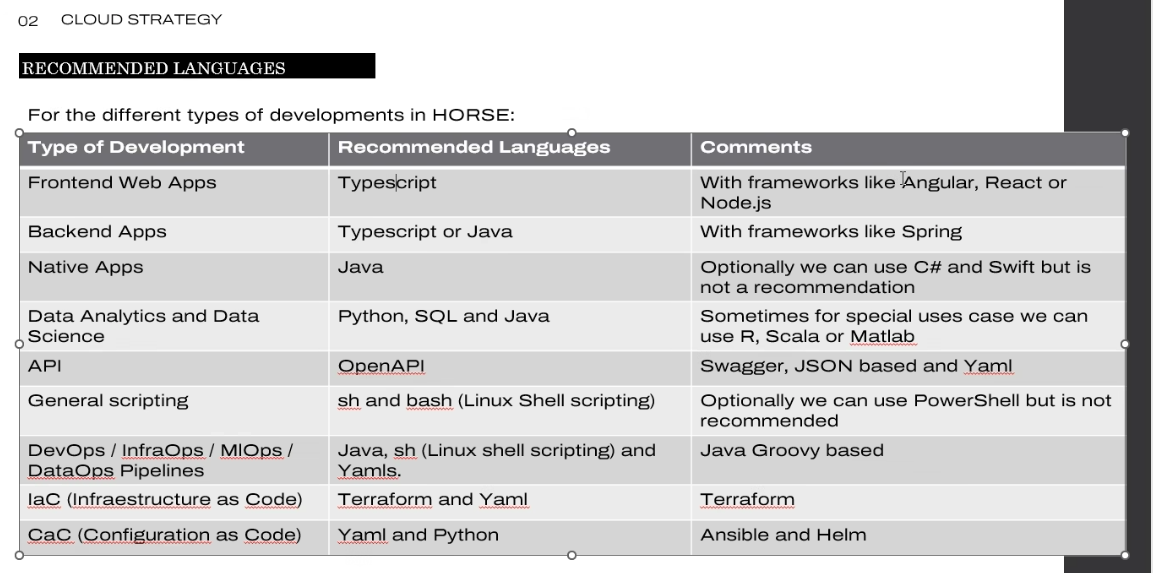 02 CLOUD STRATEGY
RECOMMENDED LANGUAGES
For the different types of developments in HORSE:
Type of Development Recommended Languages Comments
Frontend Web Apps Typescript With frameworks like Angular, React or
Node.js
Backend Apps Typescript or Java With frameworks like Spring
Native Apps Java Optionally we can use C# and Swift but is
not a recommendation
Data Analytics and Data
Science
Python, SQL and Java
Sometimes for special uses case we can
use R, Scala or Matlab
API OpenAPI Swagger, JSON based and Yaml
General scripting sh and bash (Linux Shell scripting) Optionally we can use PowerShell but is not
recommended
DevOps / InfraOps / MlOps /
DataOps Pipelines
Java, sh (Linux shell scripting) and
Yamls.
Java Groovy based
IaC (Infraestructure as Code) Terraform and Yaml Terraform
CaC (Configuration as Code) Yaml and Python Ansible and Helm